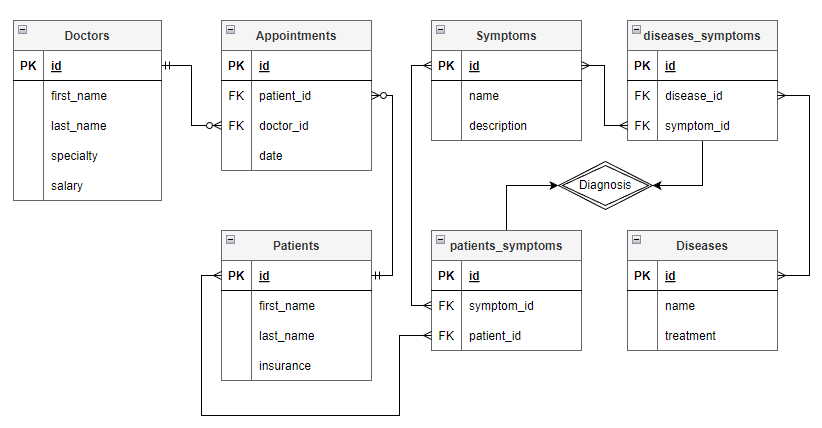 Doctors
PK id
first_name
last_name
specialty
salary
Appointments
PK id
FK patient_id
FK doctor_id
date
Symptoms
PK id
name
description
diseases_symptoms
PK id
FK disease_id
FK symptom_id
Diagnosis
Patients
PK id
first_name
last_name
insurance
patients_symptoms
PK id
FK symptom_id
FK patient_id
Diseases
PK id
name
treatment